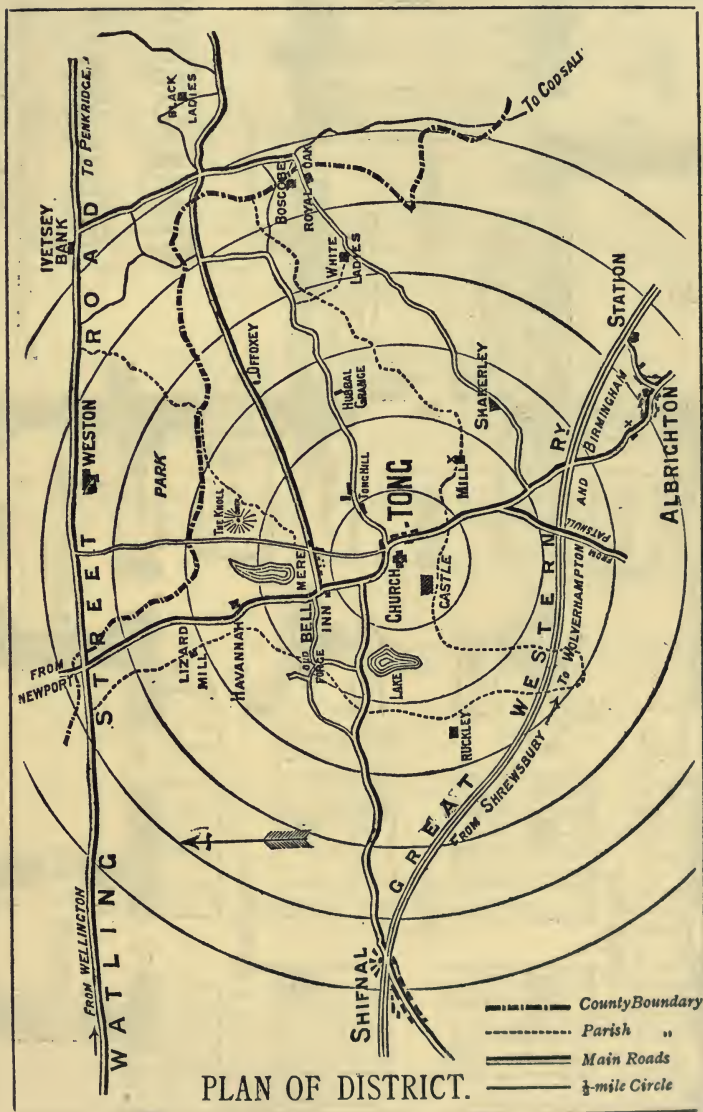 IVETSEY
BANK
To PENKRIDGE.
BLACK
LADIES
To CODSALL
ROAD
BOSCOBEL
ROYAL OAK
WHITE
LADIES
WESTON
PARK
OFFOXEY
HUBBAL
GRANGE
SHAKERLEY
STATION
THE KNOLL
TONG HILL
TONG
MILL
BIRMINGHAM
RY
AND
ALBRIGHTON
STREET
MERE
BELL
INN
CHURCH
CASTLE
FROM
PATSHULL
FROM
NEWPORT
LIZARD
MILL
HAVANNAH
OLD
FORGE
LAKE
RUCKLEY
GREAT WESTERN
FROM SHREWSBURY
To WOLVERHAMPTON
FROM WELLINGTON
WATLING
SHIFNAL
PLAN OF DISTRICT.
County Boundary
Parish „
Main Roads
½-mile Circle